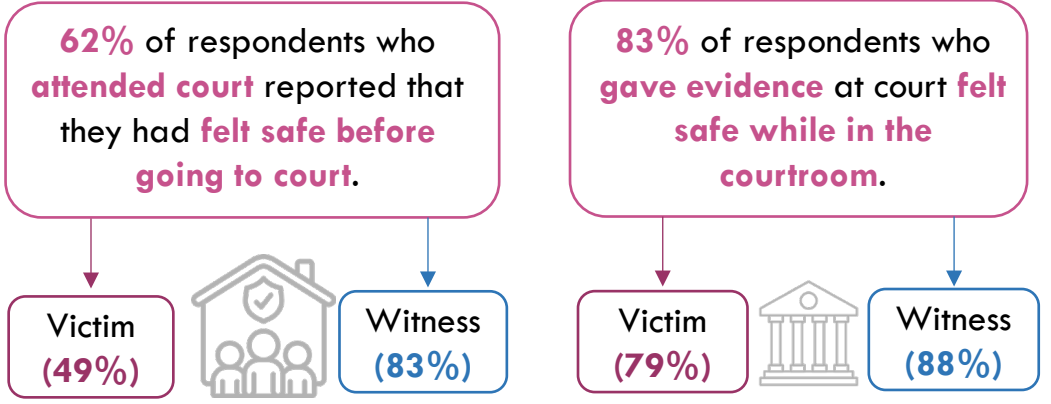 62% of respondents who
attended court reported that
they had felt safe before
going to court.
Victim
(49%)
Witness
(83%)
83% of respondents who
gave evidence at court felt
safe while in the
courtroom.
Victim
(79%)
Witness
(88%)